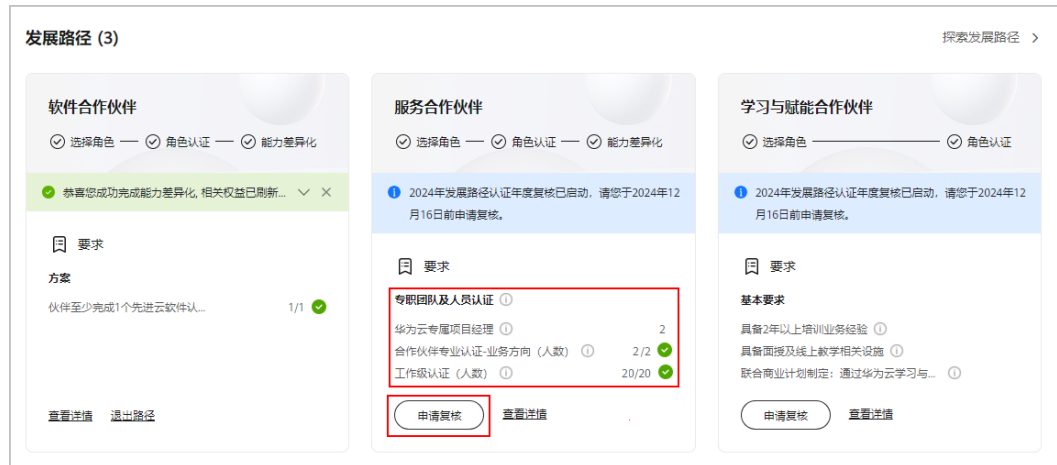 发展路径 (3)
探索发展路径
软件合作伙伴
选择角色 角色认证 能力差异化
恭喜您成功完成能力差异化, 相关权益已刷新...
要求
方案
伙伴至少完成1个先进云软件认... 1/1
查看详情 退出路径
服务合作伙伴
选择角色 角色认证 能力差异化
2024年发展路径认证年度复核已启动，请您于2024年12
月16日前申请复核。
要求
专职团队及人员认证
华为云专属项目经理 2
合作伙伴专业认证-业务方向（人数） 2/2
工作级认证（人数） 20/20
申请复核 查看详情
学习与赋能合作伙伴
选择角色 角色认证
2024年发展路径认证年度复核已启动，请您于2024年12
月16日前申请复核。
要求
基本要求
具备2年以上培训业务经验
具备面授及线上教学相关设施
联合商业计划制定：通过华为云学习与...
申请复核 查看详情